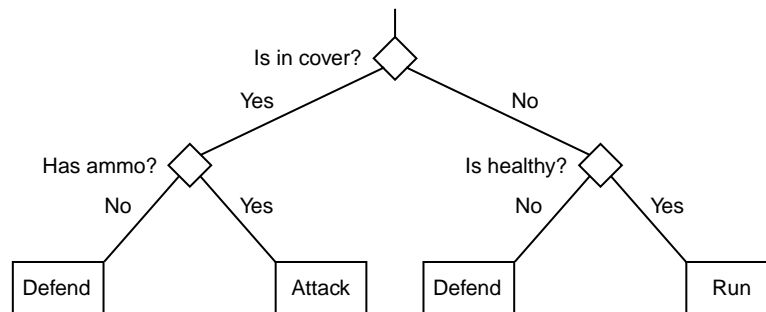 Is in cover?
Yes
No
Has ammo?
Is healthy?
No
Yes
No
Yes
Defend
Attack
Defend
Run